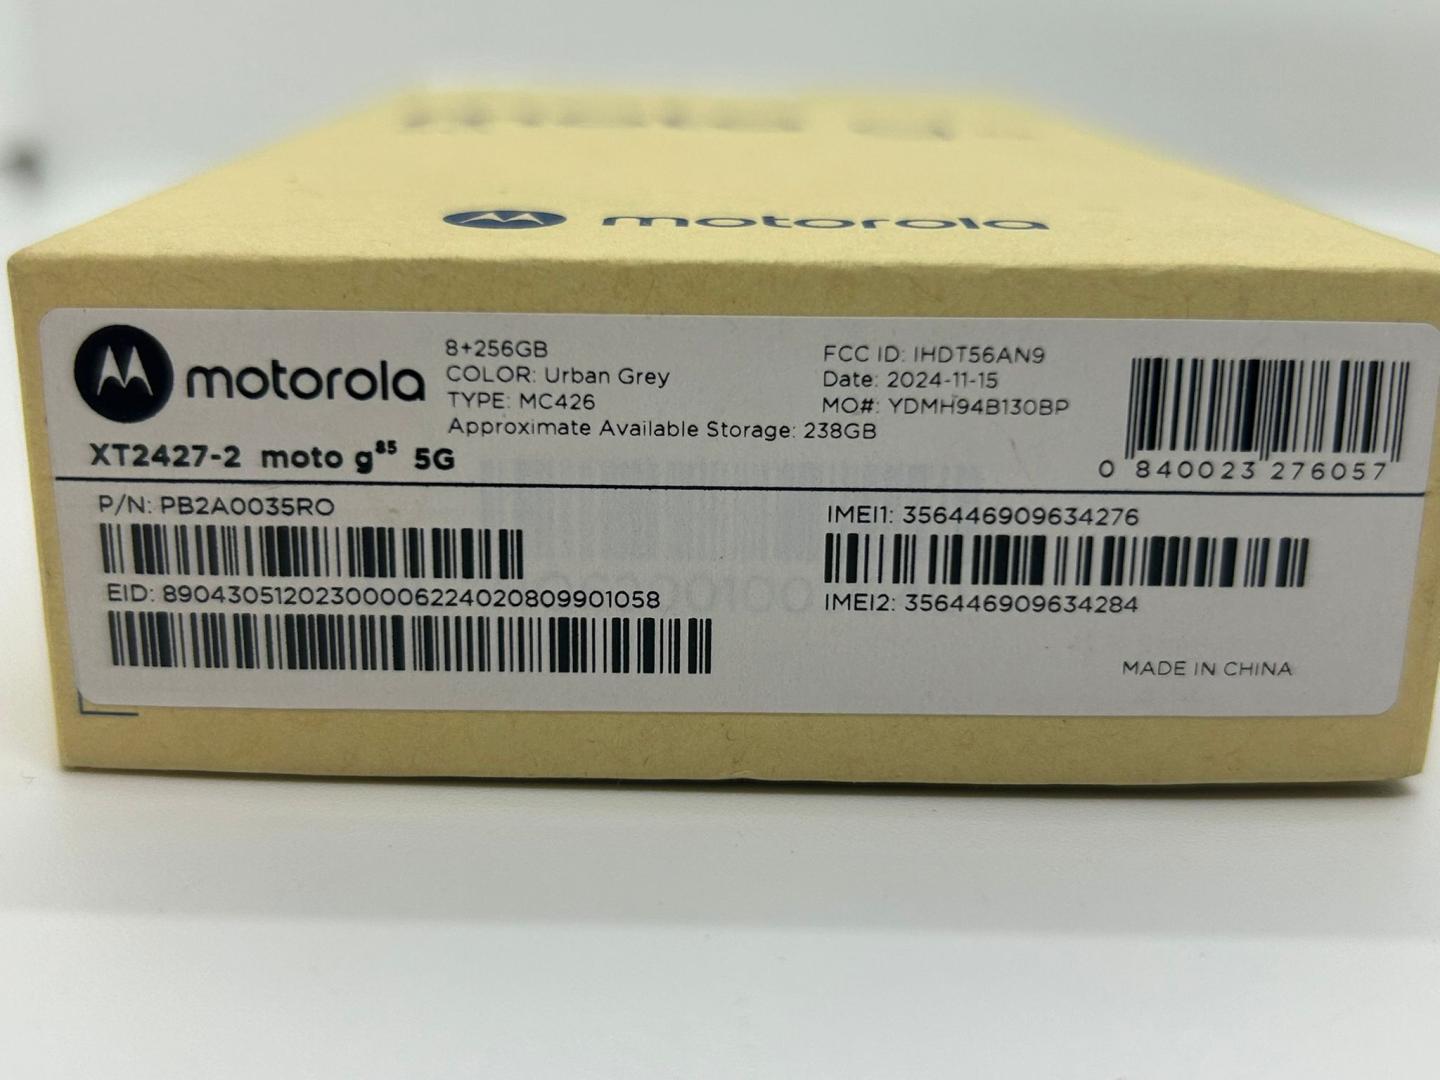 motorola
motorola
8+256GB
COLOR: Urban Grey
TYPE: MC426
Approximate Available Storage: 238GB
XT2427-2 moto g85 5G
FCC ID: IHDT56AN9
Date: 2024-11-15
MO#: YDMH94B130BP
0 840023 276057
P/N: PB2A0035RO
EID: 89043051202300006224020809901058
IMEI1: 356446909634276
IMEI2: 356446909634284
MADE IN CHINA